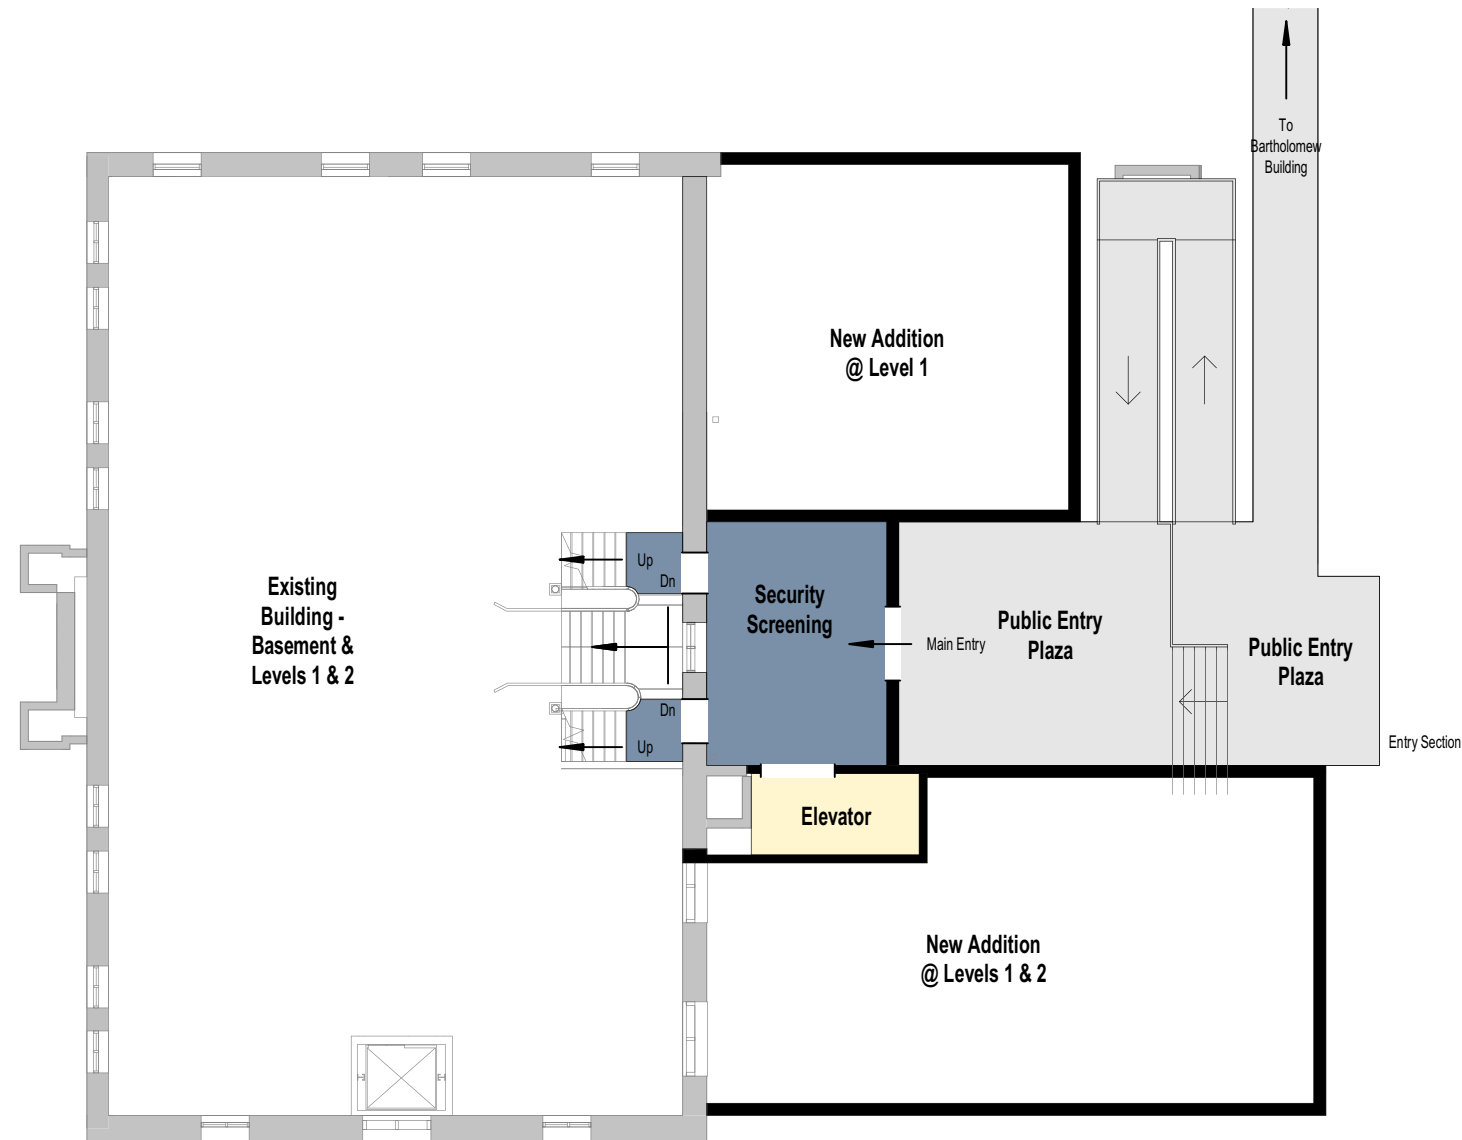 To
Bartholomew
Building
New Addition
@ Level 1
Up
Dn
Existing
Building -
Basement &
Levels 1 & 2
Security
Screening
Main Entry
Public Entry
Plaza
Public Entry
Plaza
Dn
Up
Entry Section
Elevator
New Addition
@ Levels 1 & 2